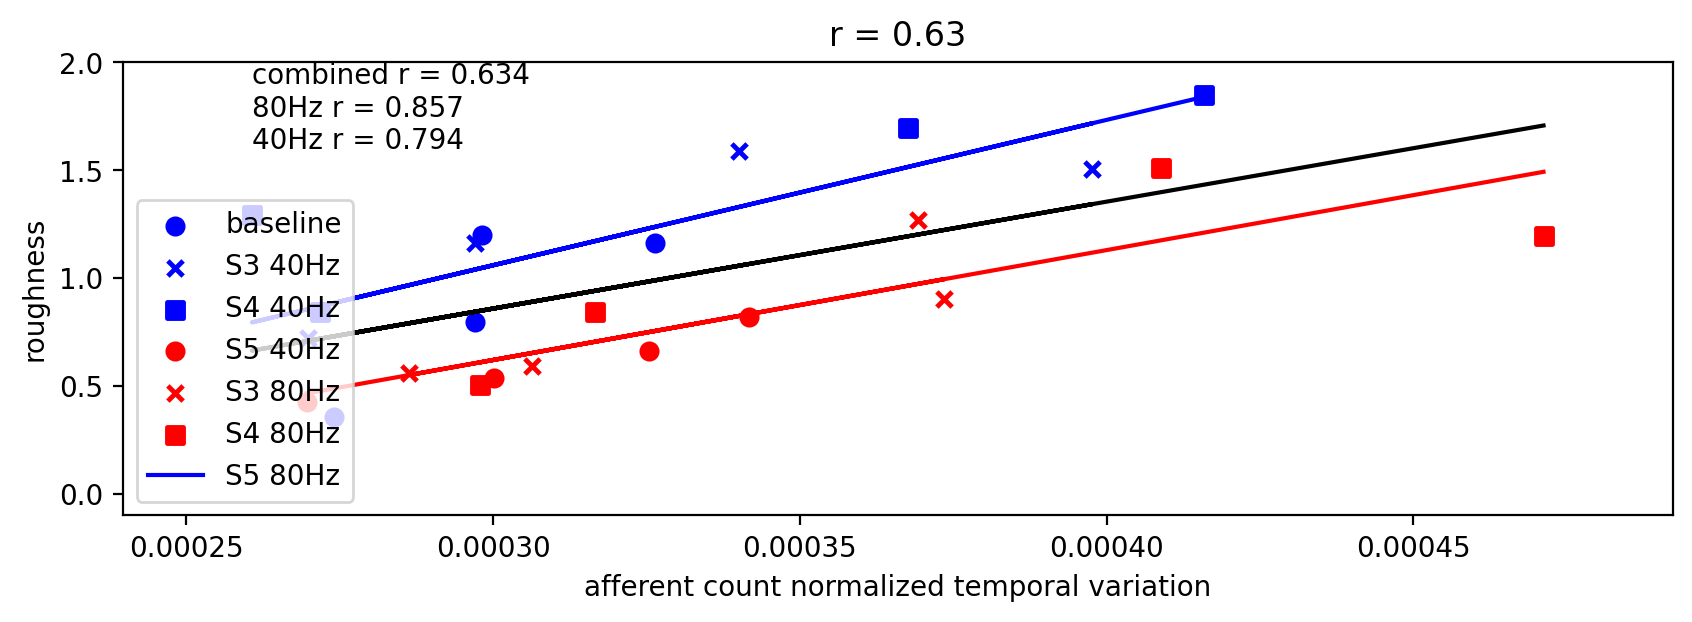 r = 0.63
combined r = 0.634
80Hz r = 0.857
40Hz r = 0.794
2.0
1.5
1.0
0.5
0.0
roughness
baseline
S3 40Hz
S4 40Hz
S5 40Hz
S3 80Hz
S4 80Hz
S5 80Hz
0.00025
0.00030
0.00035
0.00040
0.00045
afferent count normalized temporal variation